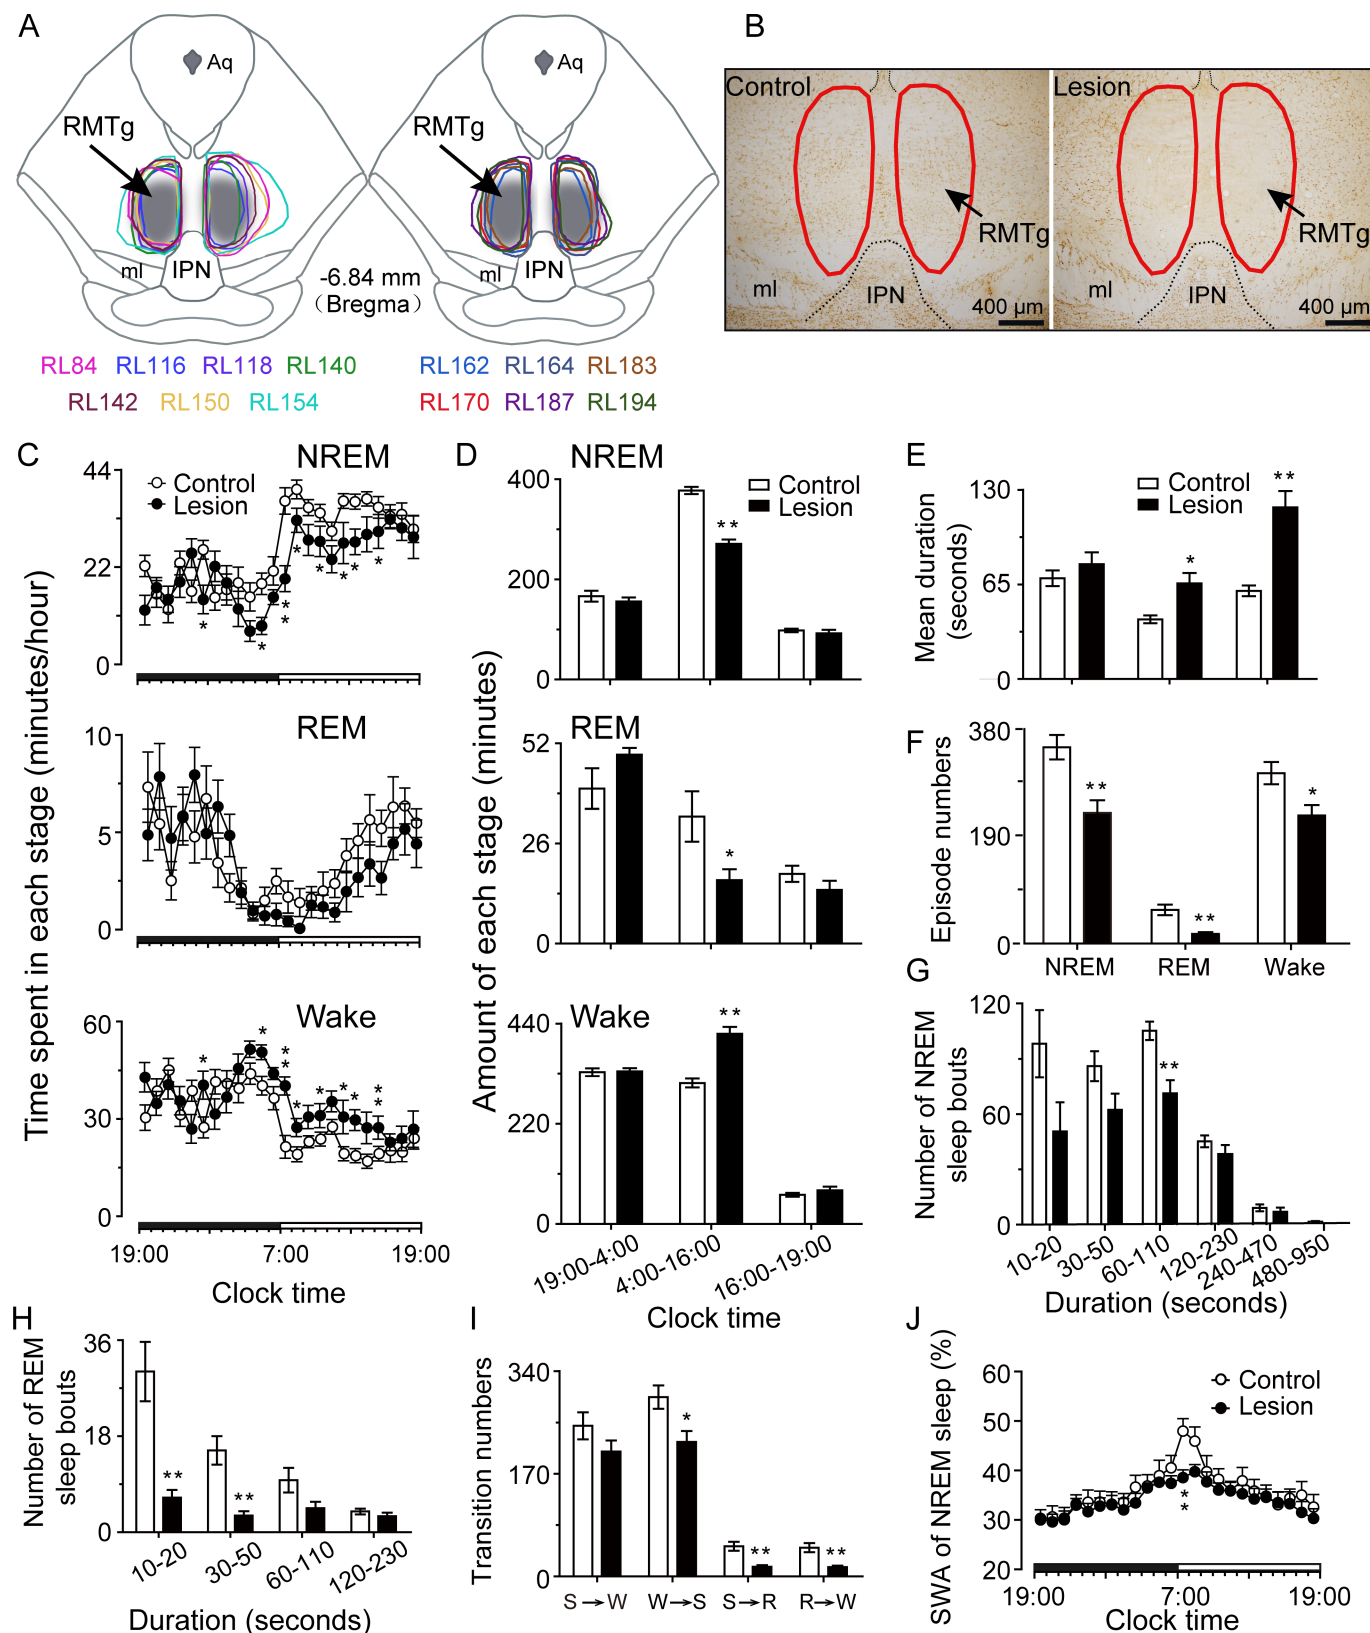 A
Aq
Aq
RMTg
RMTg
ml
IPN
ml
IPN
-6.84 mm
（Bregma）
RL84 RL116 RL118 RL140
RL142 RL150 RL154
RL162 RL164 RL183
RL170 RL187 RL194
B
Control
Lesion
RMTg
RMTg
ml
IPN
400 μm
ml
IPN
400 μm
C
NREM
Control
Lesion
44
22
0
*
*
*
*
*
*
*
*
*
REM
10
5
0
Wake
60
30
0
*
*
*
*
*
*
*
*
*
*
19:00 7:00 19:00
Clock time
Time spent in each stage (minutes/hour)
D
NREM
Control
Lesion
400
200
0
**
REM
52
26
0
*
Wake
440
220
0
**
19:00-4:00
4:00-16:00
16:00-19:00
Clock time
Amount of each stage (minutes)
E
Control
Lesion
130
65
0
*
**
Mean duration
(seconds)
F
380
190
0
**
**
*
NREM REM Wake
Episode numbers
G
120
60
0
**
10-20
30-50
60-110
120-230
240-470
480-950
Duration (seconds)
Number of NREM
sleep bouts
H
36
18
0
**
**
10-20
30-50
60-110
120-230
Duration (seconds)
Number of REM
sleep bouts
I
340
170
0
*
**
**
S→W W→S S→R R→W
Transition numbers
J
Control
Lesion
60
50
40
30
20
*
*
19:00 7:00 19:00
Clock time
SWA of NREM sleep (%)